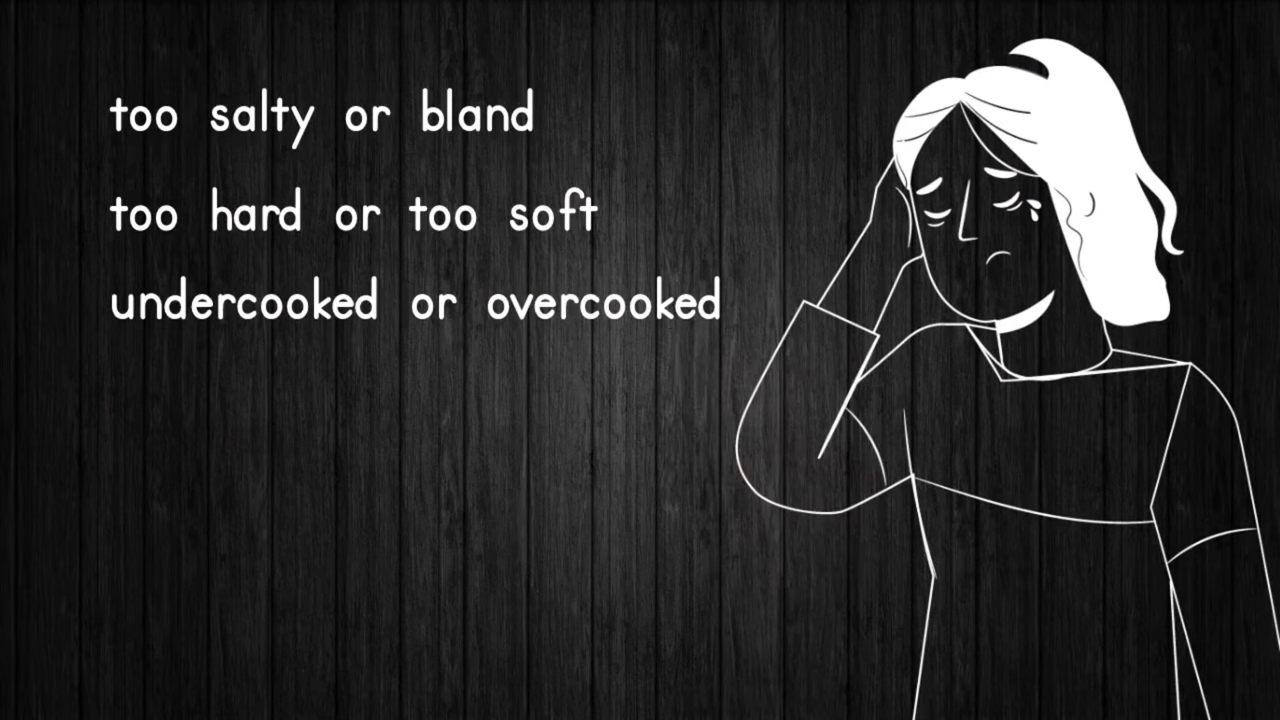 too salty or bland
too hard or too soft
undercooked or overcooked